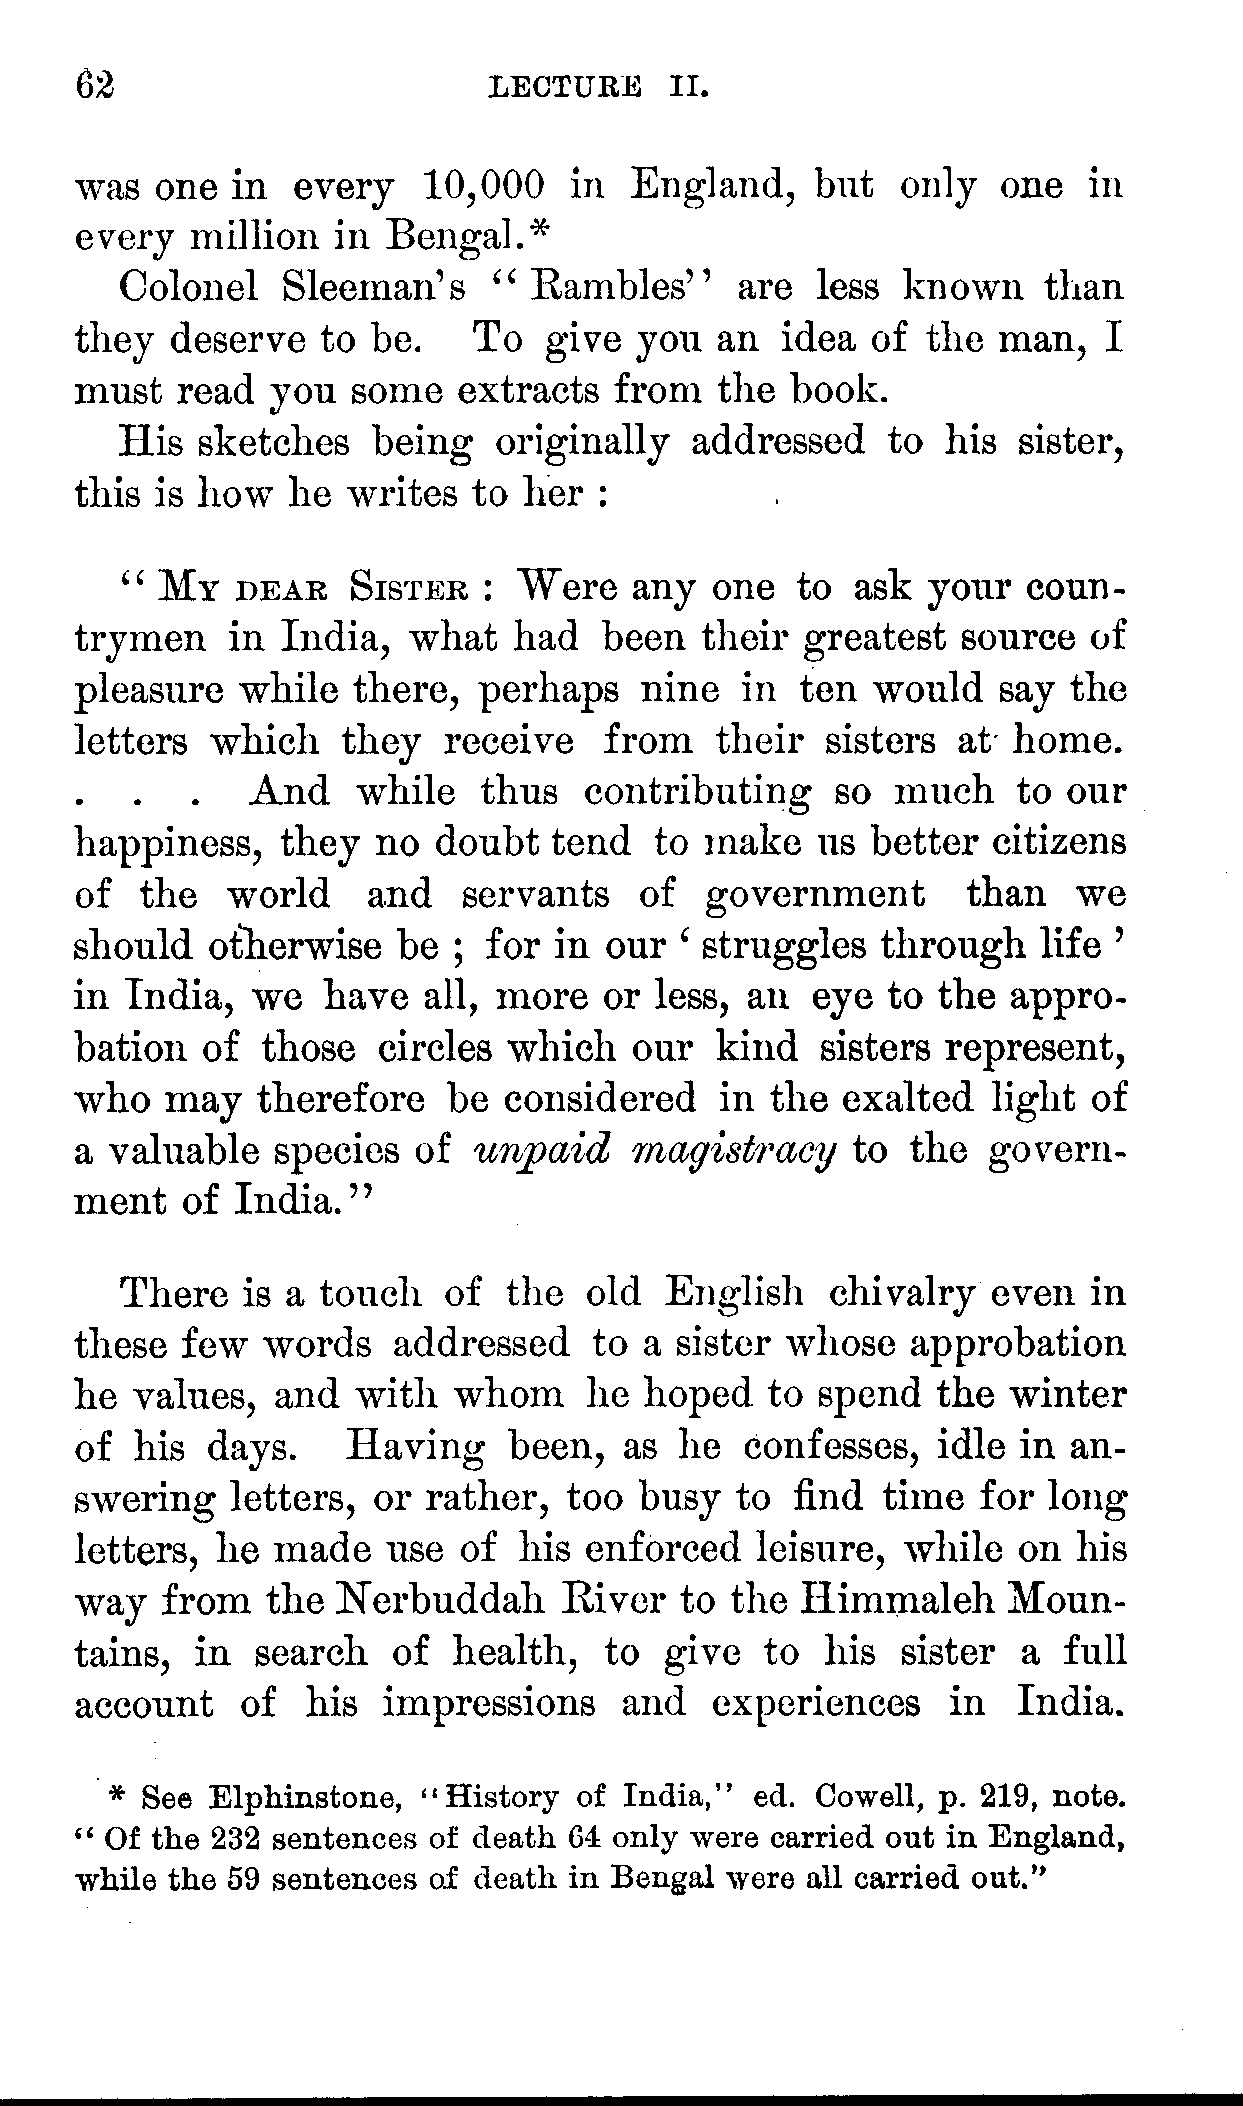 62 LECTURE II.
was one in every 10,000 in England, but only one in
every million in Bengal.*
Colonel Sleeman's "Rambles" are less known than
they deserve to be. To give you an idea of the man, I
must read you some extracts from the book.
His sketches being originally addressed to his sister,
this is how he writes to her :
"MY DEAR SISTER : Were any one to ask your coun-
trymen in India, what had been their greatest source of
pleasure while there, perhaps nine in ten would say the
letters which they receive from their sisters at home.
. . . And while thus contributing so much to our
happiness, they no doubt tend to make us better citizens
of the world and servants of government than we
should otherwise be ; for in our ' struggles through life '
in India, we have all, more or less, an eye to the appro-
bation of those circles which our kind sisters represent,
who may therefore be considered in the exalted light of
a valuable species of unpaid magistracy to the govern-
ment of India."
There is a touch of the old English chivalry even in
these few words addressed to a sister whose approbation
he values, and with whom he hoped to spend the winter
of his days. Having been, as he confesses, idle in an-
swering letters, or rather, too busy to find time for long
letters, he made use of his enforced leisure, while on his
way from the Nerbuddah River to the Himmaleh Moun-
tains, in search of health, to give to his sister a full
account of his impressions and experiences in India.
* See Elphinstone, "History of India," ed. Cowell, p. 219, note.
"Of the 232 sentences of death 64 only were carried out in England,
while the 59 sentences of death in Bengal were all carried out."